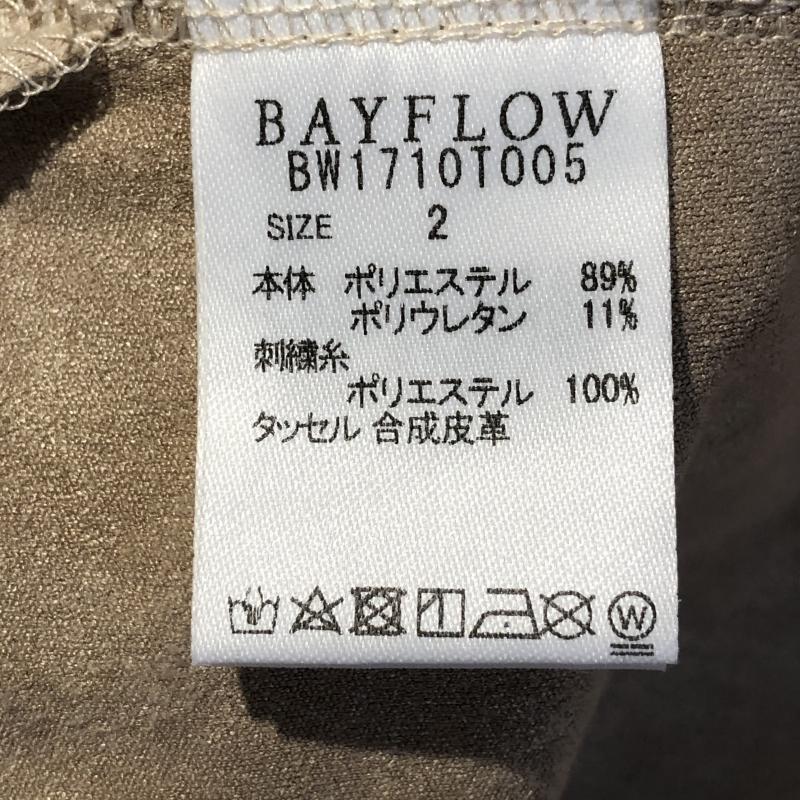 BAYFLOW
BW1710T005
SIZE 2
本体 ポリエステル 89%
ポリウレタン 11%
刺繍糸
ポリエステル 100%
タッセル 合成皮革
W